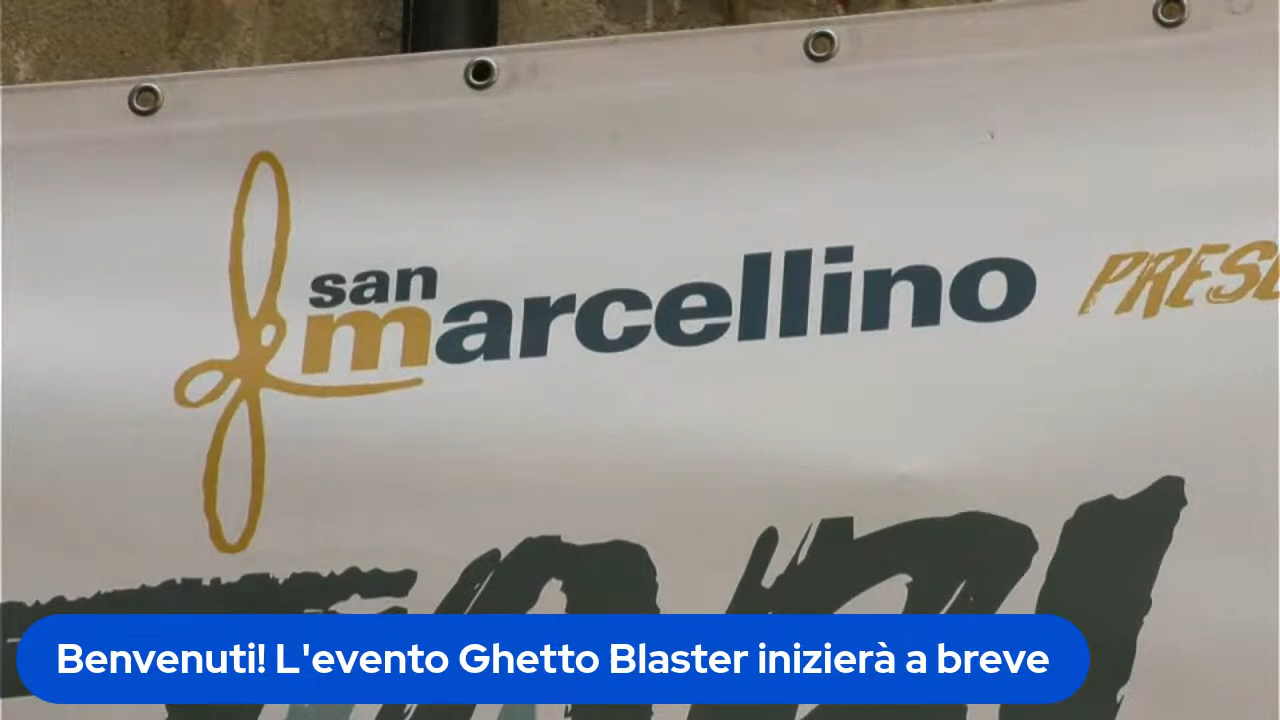 san
marcellino
Benvenuti! L'evento Ghetto Blaster inizierà a breve